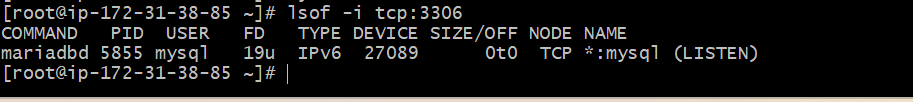 [root@ip-172-31-38-85 ~]# lsof -i tcp:3306
COMMAND   PID  USER   FD   TYPE DEVICE SIZE/OFF NODE NAME
mariadbd 5855 mysql   19u  IPv6  27089      0t0  TCP *:mysql (LISTEN)
[root@ip-172-31-38-85 ~]#